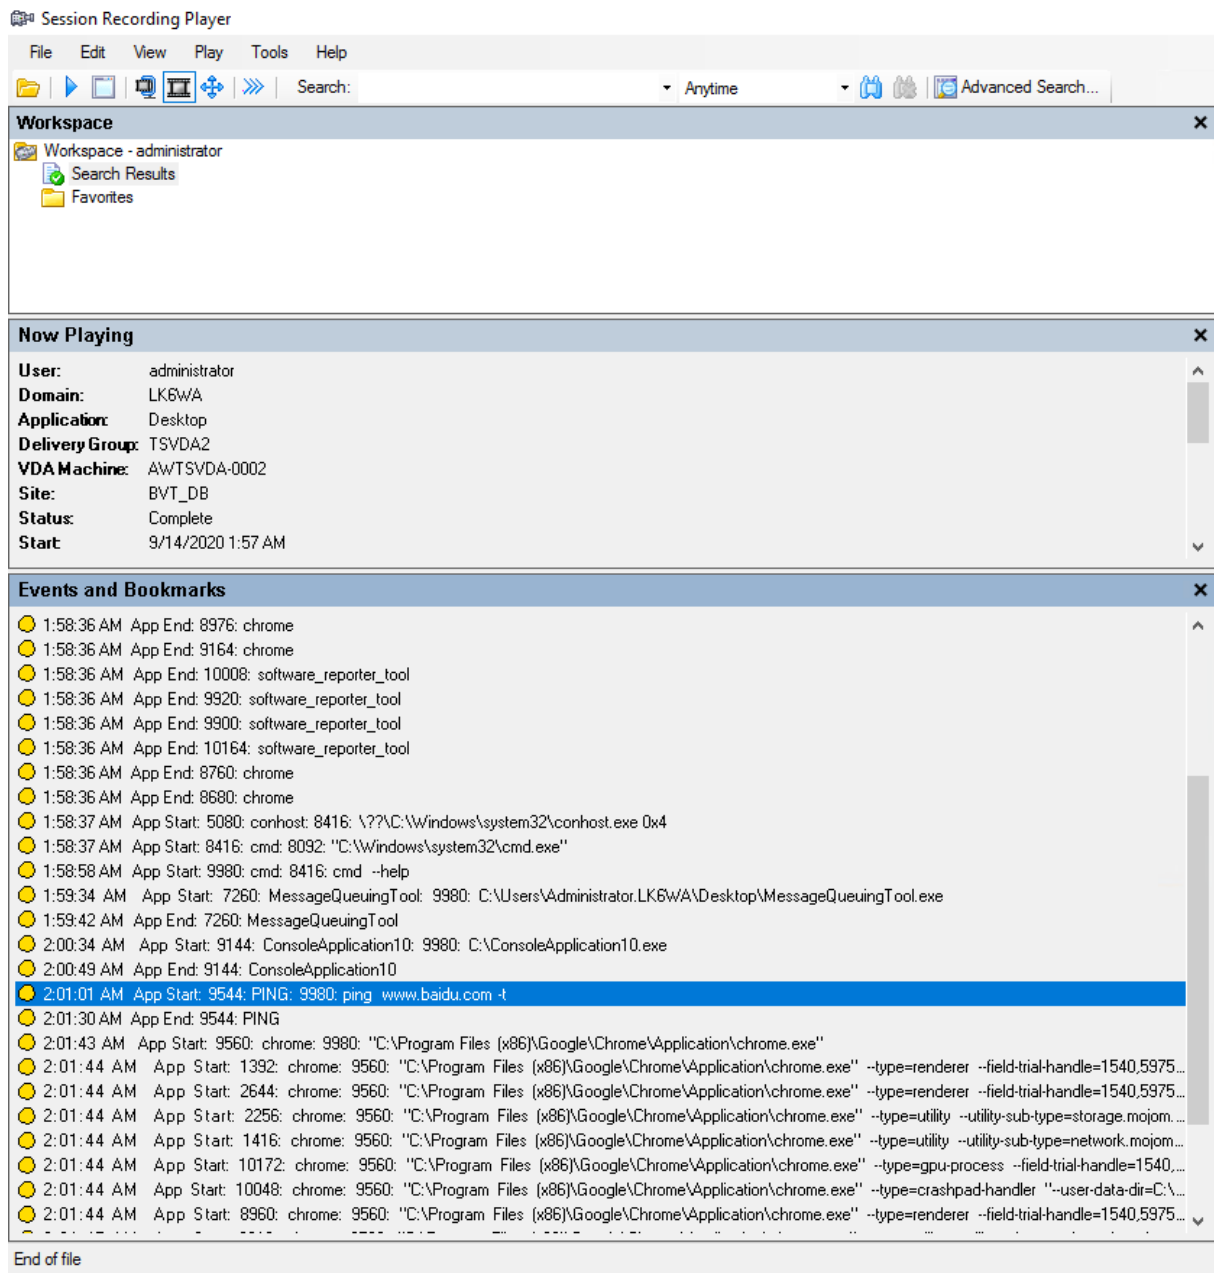 Session Recording Player
File Edit View Play Tools Help
Search: Anytime Advanced Search...
Workspace
Workspace - administrator
Search Results
Favorites
Now Playing
User: administrator
Domain: LK6WA
Application: Desktop
Delivery Group: TSVDA2
VDA Machine: AWTSVDA-0002
Site: BVT_DB
Status: Complete
Start: 9/14/2020 1:57 AM
Events and Bookmarks
1:58:36 AM App End: 8976: chrome
1:58:36 AM App End: 9164: chrome
1:58:36 AM App End: 10008: software_reporter_tool
1:58:36 AM App End: 9920: software_reporter_tool
1:58:36 AM App End: 9900: software_reporter_tool
1:58:36 AM App End: 10164: software_reporter_tool
1:58:36 AM App End: 8760: chrome
1:58:36 AM App End: 8680: chrome
1:58:37 AM App Start: 5080: conhost: 8416: \??\C:\Windows\system32\conhost.exe 0x4
1:58:37 AM App Start: 8416: cmd: 8092: "C:\Windows\system32\cmd.exe"
1:58:58 AM App Start: 9980: cmd: 8416: cmd --help
1:59:34 AM App Start: 7260: MessageQueuingTool: 9980: C:\Users\Administrator.LK6WA\Desktop\MessageQueuingTool.exe
1:59:42 AM App End: 7260: MessageQueuingTool
2:00:34 AM App Start: 9144: ConsoleApplication10: 9980: C:\ConsoleApplication10.exe
2:00:49 AM App End: 9144: ConsoleApplication10
2:01:01 AM App Start: 9544: PING: 9980: ping www.baidu.com -t
2:01:30 AM App End: 9544: PING
2:01:43 AM App Start: 9560: chrome: 9980: "C:\Program Files (x86)\Google\Chrome\Application\chrome.exe"
2:01:44 AM App Start: 1392: chrome: 9560: "C:\Program Files (x86)\Google\Chrome\Application\chrome.exe" --type=renderer --field-trial-handle=1540,5975...
2:01:44 AM App Start: 2644: chrome: 9560: "C:\Program Files (x86)\Google\Chrome\Application\chrome.exe" --type=renderer --field-trial-handle=1540,5975...
2:01:44 AM App Start: 2256: chrome: 9560: "C:\Program Files (x86)\Google\Chrome\Application\chrome.exe" --type=utility --utility-sub-type=storage.mojom....
2:01:44 AM App Start: 1416: chrome: 9560: "C:\Program Files (x86)\Google\Chrome\Application\chrome.exe" --type=utility --utility-sub-type=network.mojom...
2:01:44 AM App Start: 10172: chrome: 9560: "C:\Program Files (x86)\Google\Chrome\Application\chrome.exe" --type=gpu-process --field-trial-handle=1540,...
2:01:44 AM App Start: 10048: chrome: 9560: "C:\Program Files (x86)\Google\Chrome\Application\chrome.exe" --type=crashpad-handler "--user-data-dir=C:\...
2:01:44 AM App Start: 8960: chrome: 9560: "C:\Program Files (x86)\Google\Chrome\Application\chrome.exe" --type=renderer --field-trial-handle=1540,5975...
End of file